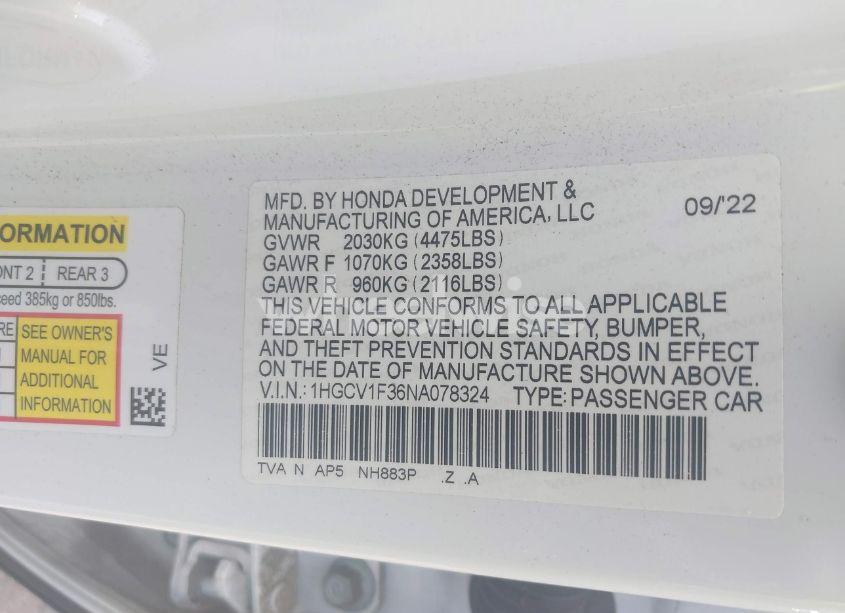 ORMATION
NT 2 REAR 3
eed 385kg or 850lbs.
RE SEE OWNER'S
MANUAL FOR
ADDITIONAL
INFORMATION
VE
MFD. BY HONDA DEVELOPMENT &
MANUFACTURING OF AMERICA, LLC 09/'22
GVWR 2030KG (4475LBS)
GAWR F 1070KG (2358LBS)
GAWR R 960KG (2116LBS)
THIS VEHICLE CONFORMS TO ALL APPLICABLE
FEDERAL MOTOR VEHICLE SAFETY, BUMPER,
AND THEFT PREVENTION STANDARDS IN EFFECT
ON THE DATE OF MANUFACTURE SHOWN ABOVE.
V.I.N.: 1HGCV1F36NA078324 TYPE: PASSENGER CAR
TVA N AP5 NH883P .Z .A